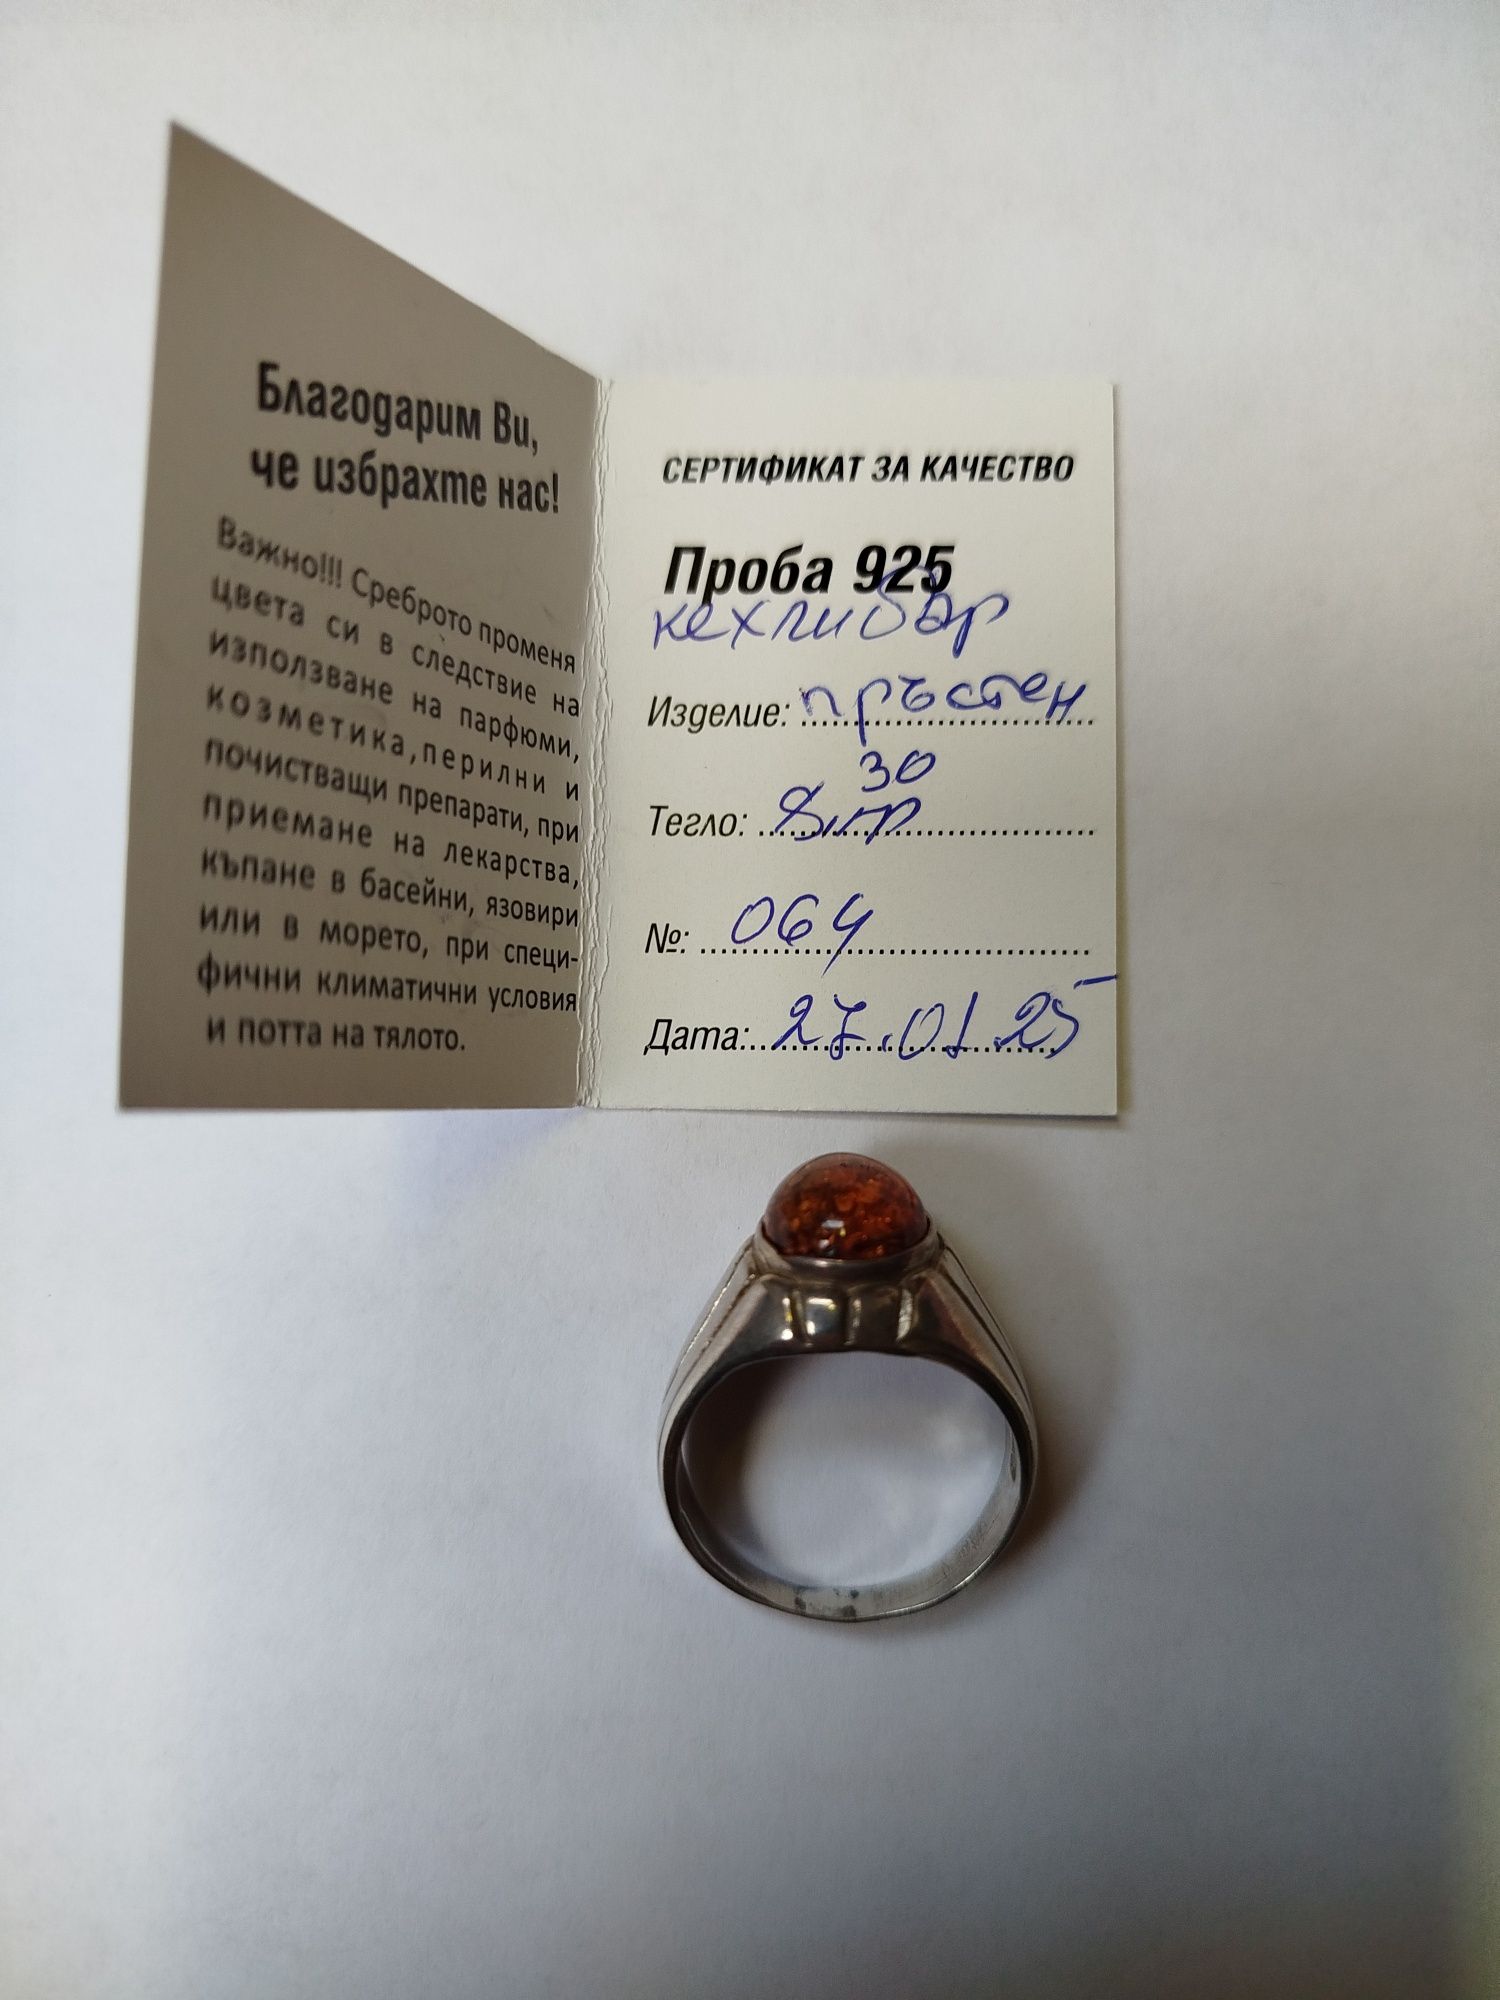 Благодарим Ви,
че избрахте нас!
Важно!!! Среброто променя
цвета си в следствие на
използване на парфюми,
козметика, перилни и
почистващи препарати, при
приемане на лекарства,
къпане в басейни, язовири
или в морето, при специ-
фични климатични условия
и потта на тялото.
СЕРТИФИКАТ ЗА КАЧЕСТВО
Проба 925
кехлибар
Изделие: пръстен
30
Тегло: 8, гр
№: 064
Дата: 27.01.25